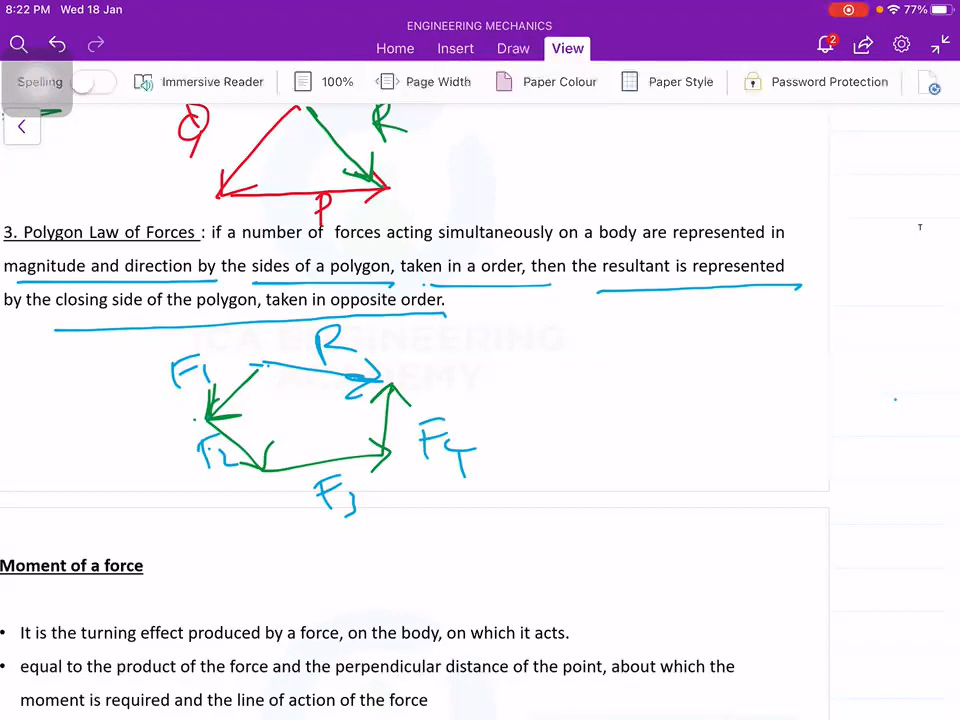 8:22 PM Wed 18 Jan
77%
ENGINEERING MECHANICS
Home Insert Draw View
2
Spelling Immersive Reader 100% Page Width Paper Colour Paper Style Password Protection
Q R
P
3. Polygon Law of Forces : if a number of forces acting simultaneously on a body are represented in
magnitude and direction by the sides of a polygon, taken in a order, then the resultant is represented
by the closing side of the polygon, taken in opposite order.
ENGINEERING
ACADEMY
R
F1
F2
F4
F3
Moment of a force
• It is the turning effect produced by a force, on the body, on which it acts.
• equal to the product of the force and the perpendicular distance of the point, about which the
moment is required and the line of action of the force